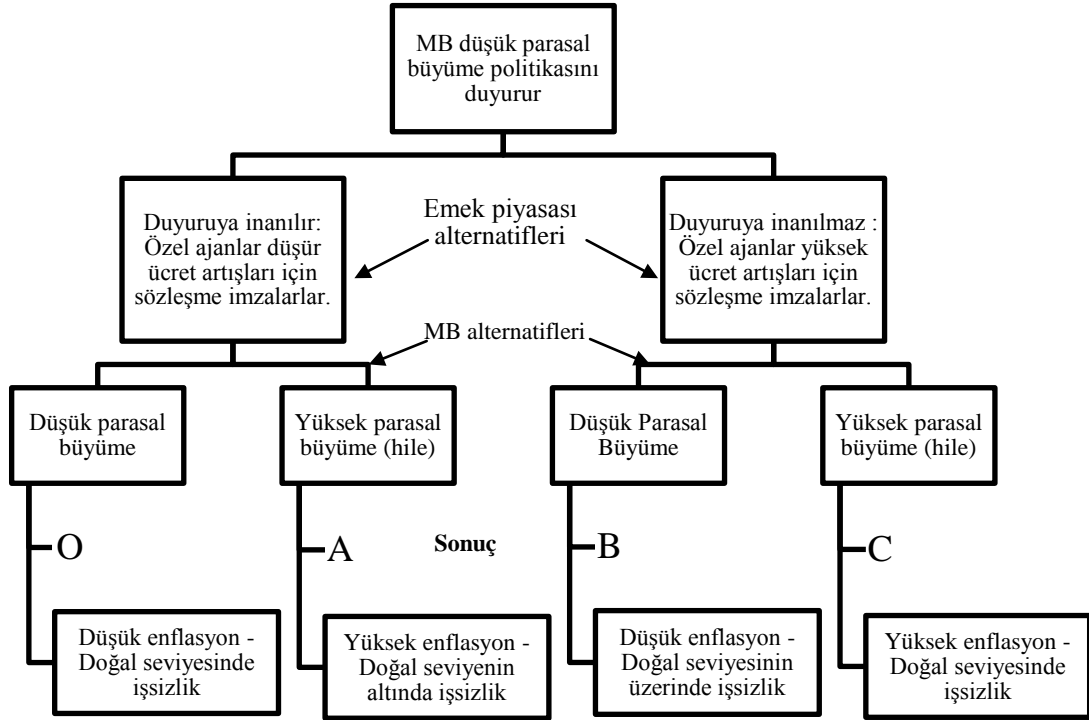 MB düşük parasal
büyüme politikasını
duyurur
Duyuruya inanılır:
Özel ajanlar düşür
ücret artışları için
sözleşme imzalarlar.
Emek piyasası
alternatifleri
Duyuruya inanılmaz :
Özel ajanlar yüksek
ücret artışları için
sözleşme imzalarlar.
MB alternatifleri
Düşük parasal
büyüme
Yüksek parasal
büyüme (hile)
Düşük Parasal
Büyüme
Yüksek parasal
büyüme (hile)
O
A
Sonuç
B
C
Düşük enflasyon -
Doğal seviyesinde
işsizlik
Yüksek enflasyon -
Doğal seviyenin
altında işsizlik
Düşük enflasyon -
Doğal seviyesinin
üzerinde işsizlik
Yüksek enflasyon -
Doğal seviyesinde
işsizlik